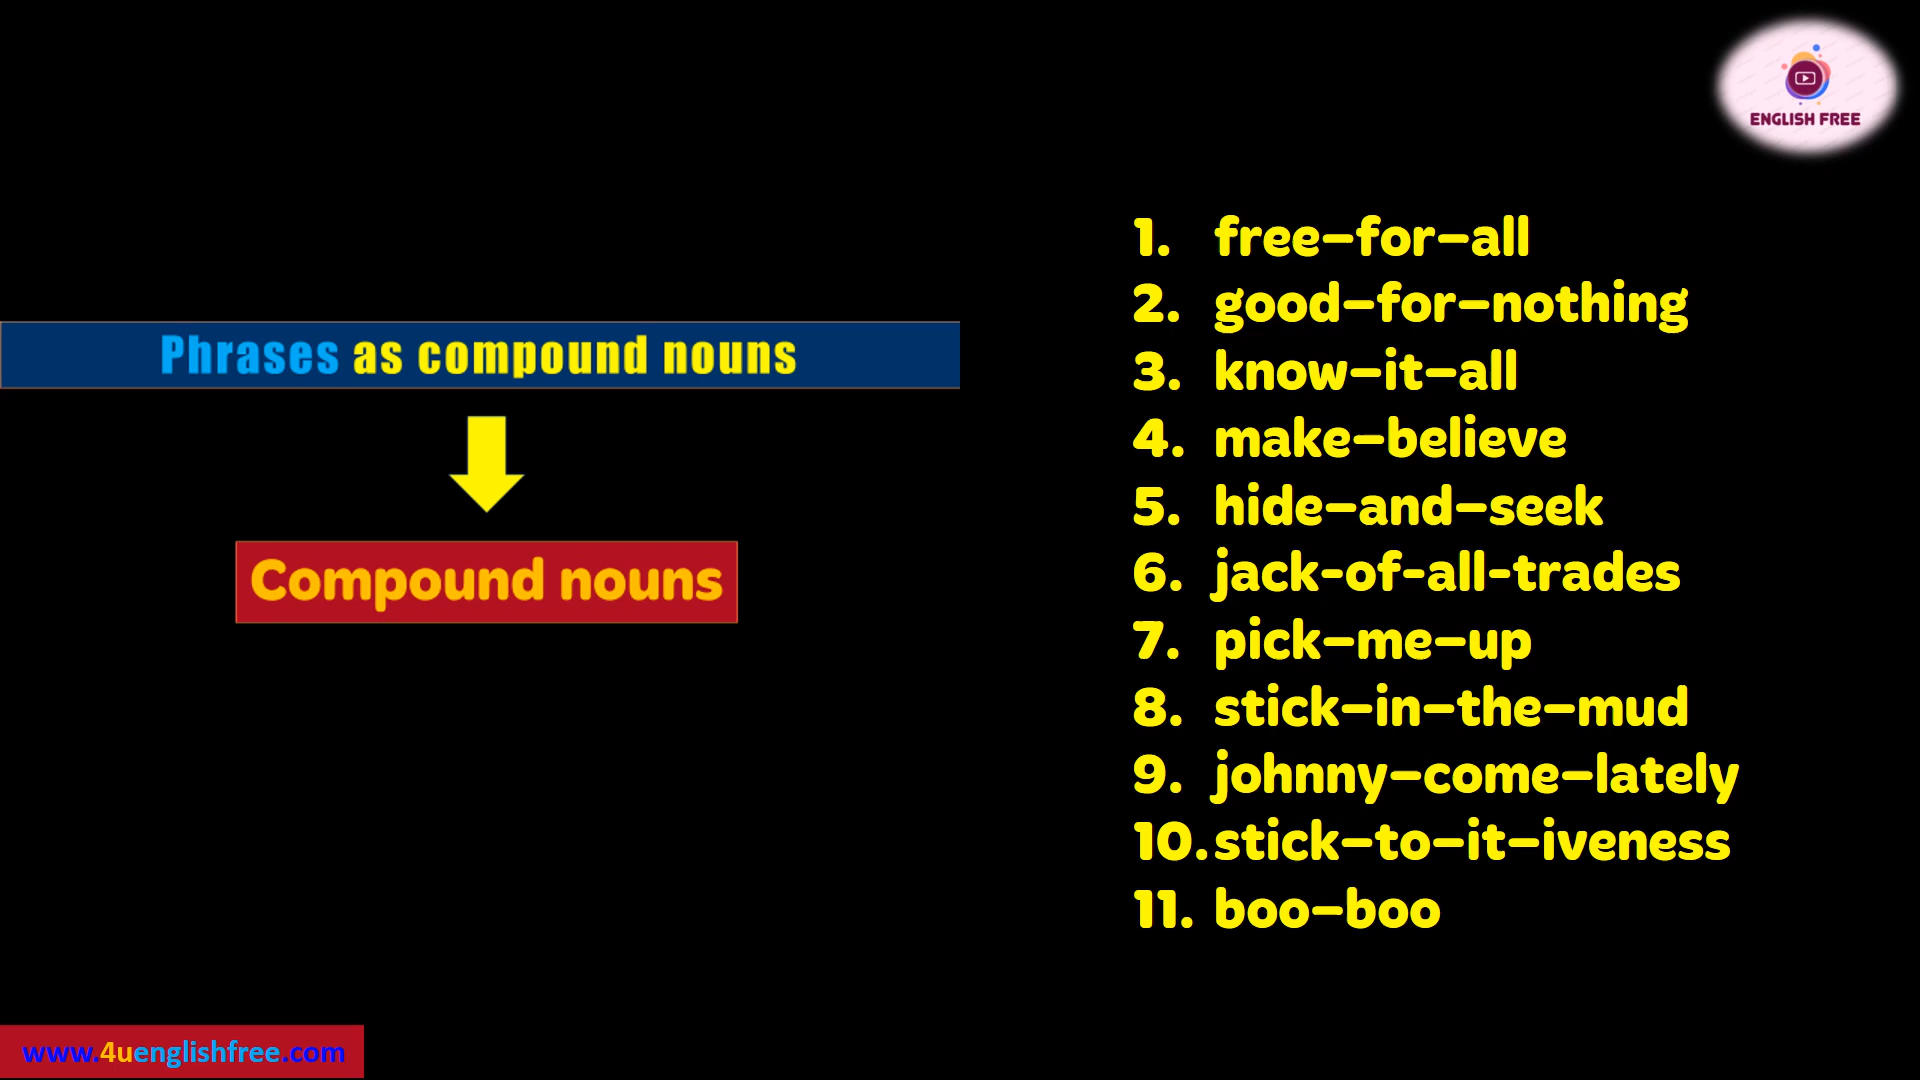 ENGLISH FREE
Phrases as compound nouns
Compound nouns
1. free–for–all
2. good–for–nothing
3. know–it–all
4. make–believe
5. hide–and–seek
6. jack-of-all-trades
7. pick–me–up
8. stick–in–the–mud
9. johnny–come–lately
10. stick–to–it–iveness
11. boo–boo
www.4uenglishfree.com